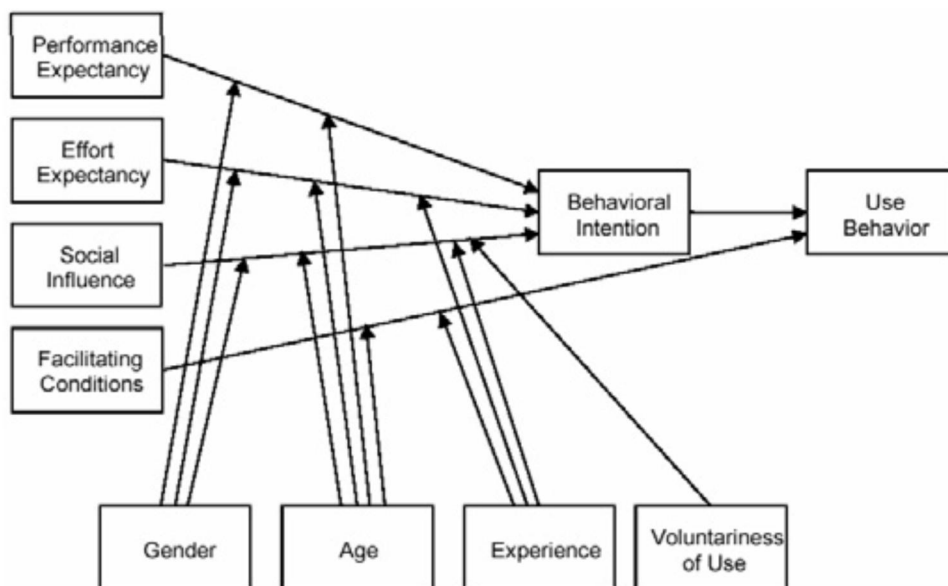 Performance
Expectancy
Effort
Expectancy
Social
Influence
Facilitating
Conditions
Behavioral
Intention
Use
Behavior
Gender
Age
Experience
Voluntariness
of Use